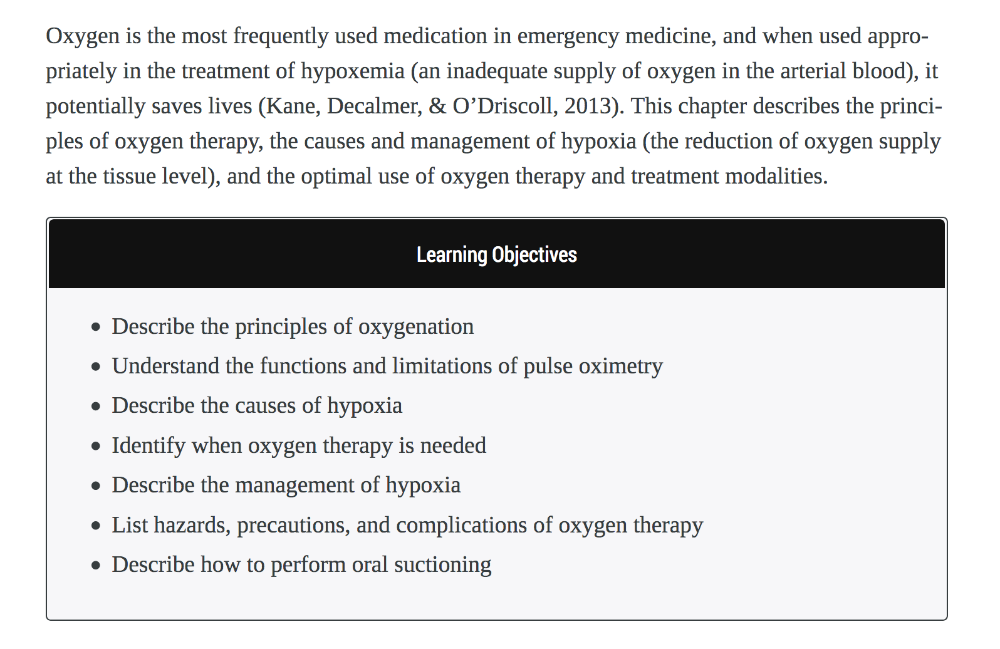 Oxygen is the most frequently used medication in emergency medicine, and when used appro-
priately in the treatment of hypoxemia (an inadequate supply of oxygen in the arterial blood), it
potentially saves lives (Kane, Decalmer, & O’Driscoll, 2013). This chapter describes the princi-
ples of oxygen therapy, the causes and management of hypoxia (the reduction of oxygen supply
at the tissue level), and the optimal use of oxygen therapy and treatment modalities.
Learning Objectives
• Describe the principles of oxygenation
• Understand the functions and limitations of pulse oximetry
• Describe the causes of hypoxia
• Identify when oxygen therapy is needed
• Describe the management of hypoxia
• List hazards, precautions, and complications of oxygen therapy
• Describe how to perform oral suctioning